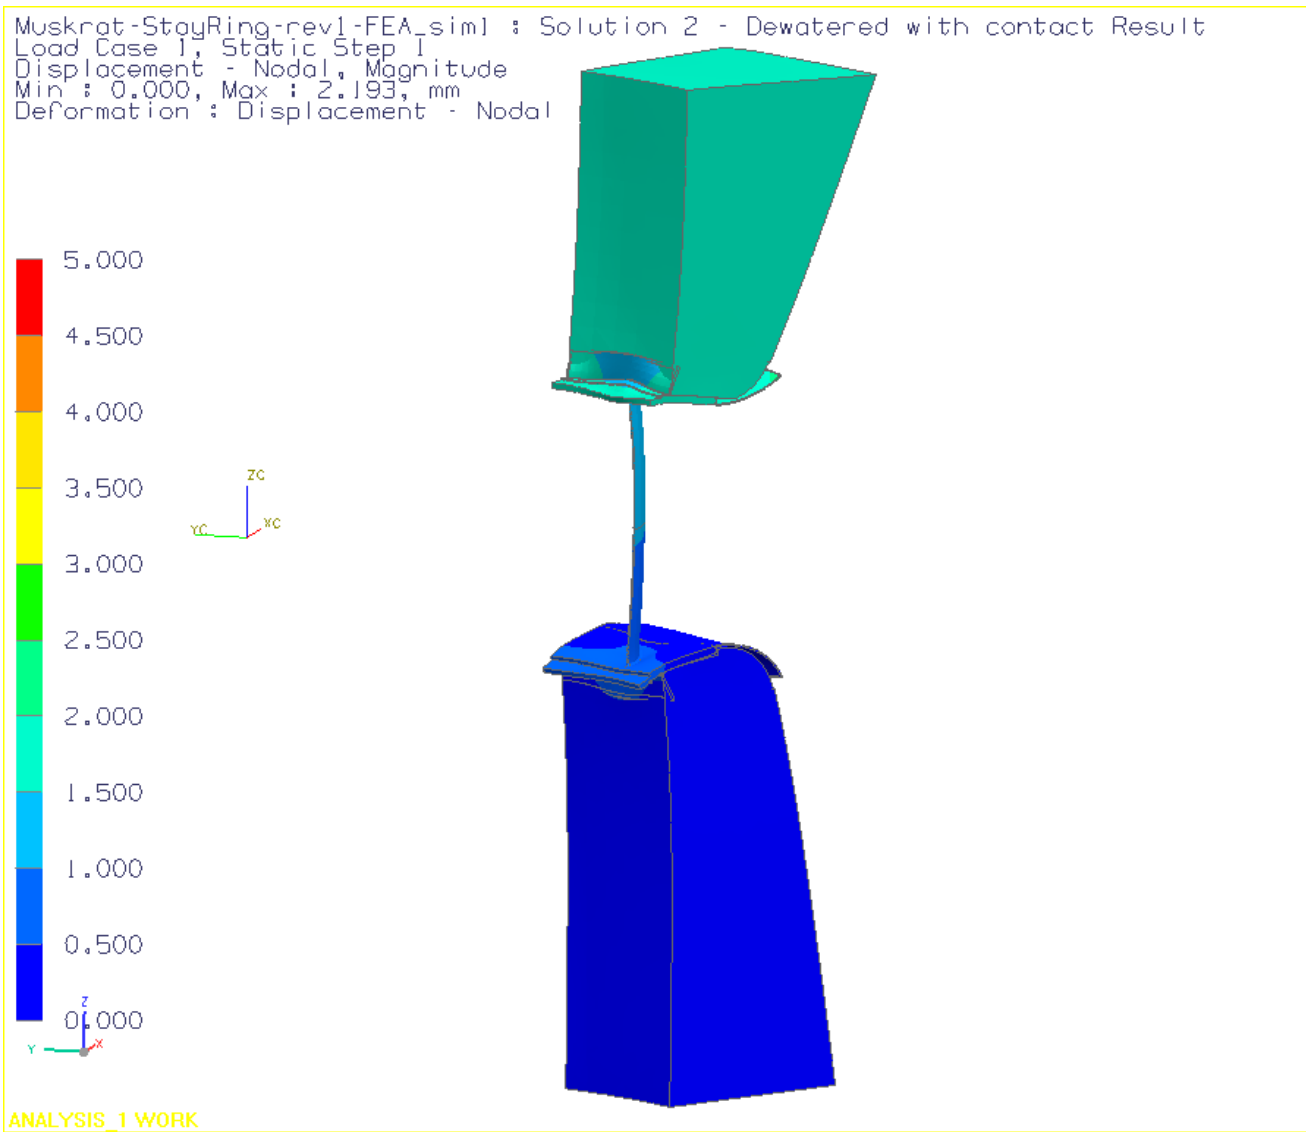 Muskrat-StayRing-rev1-FEA_sim1 : Solution 2 - Dewatered with contact Result
Load Case 1, Static Step 1
Displacement - Nodal, Magnitude
Min : 0.000, Max : 2.193, mm
Deformation : Displacement - Nodal
5.000
4.500
4.000
3.500
3.000
2.500
2.000
1.500
1.000
0.500
0.000
ZC
YC
XC
Z
Y
X
ANALYSIS_1 WORK